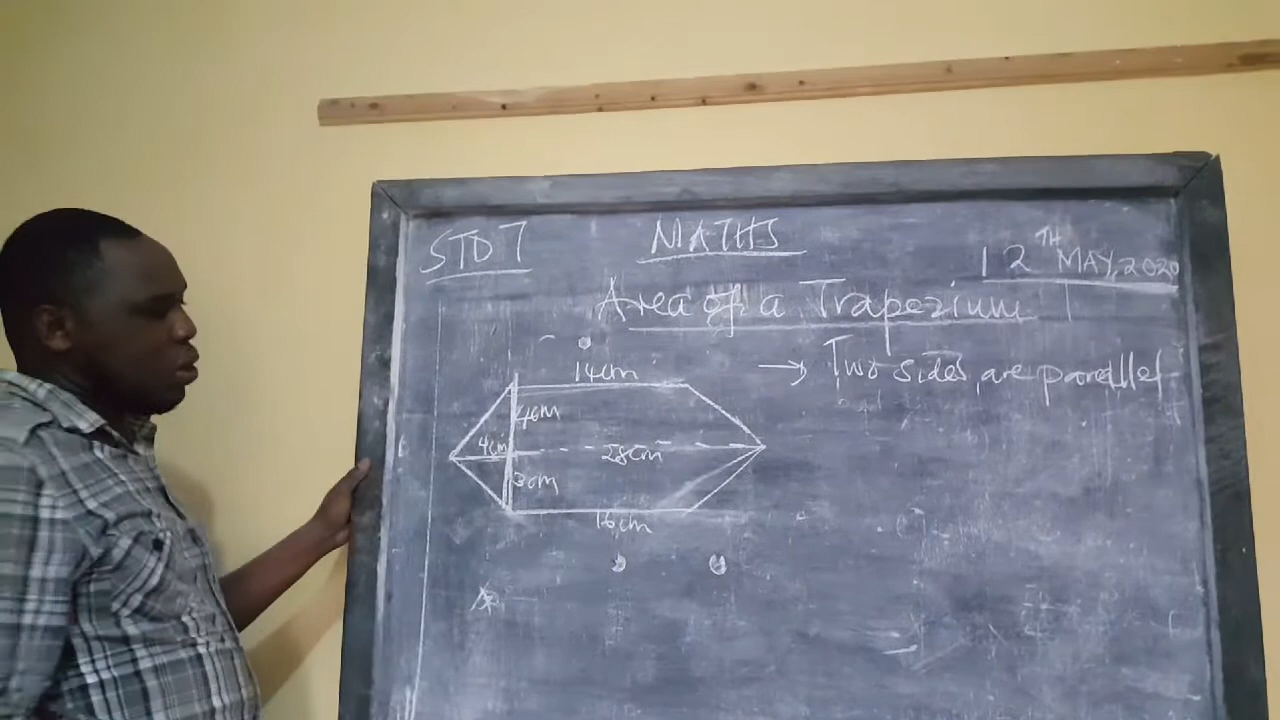 STD 7 MATHS 12TH MAY, 2020
Area of a Trapezium
14cm
→ Two sides are parallel
4cm
4cm
28cm
3cm
16cm